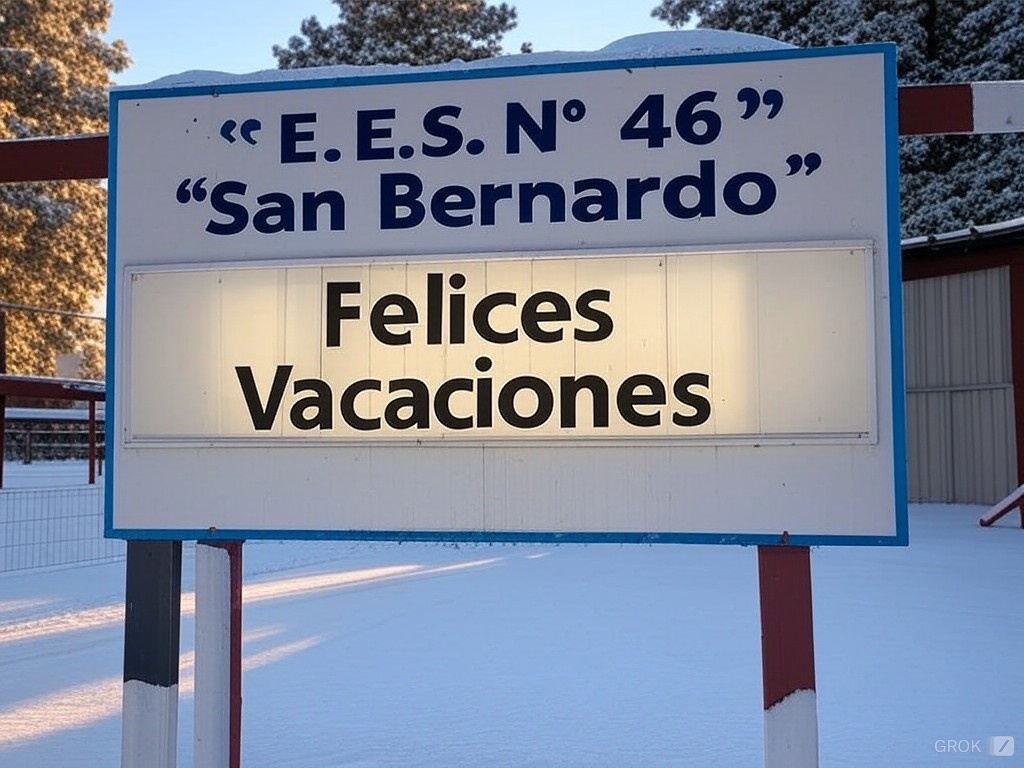 “E.E.S. N° 46”
“San Bernardo”
Felices
Vacaciones
GROK